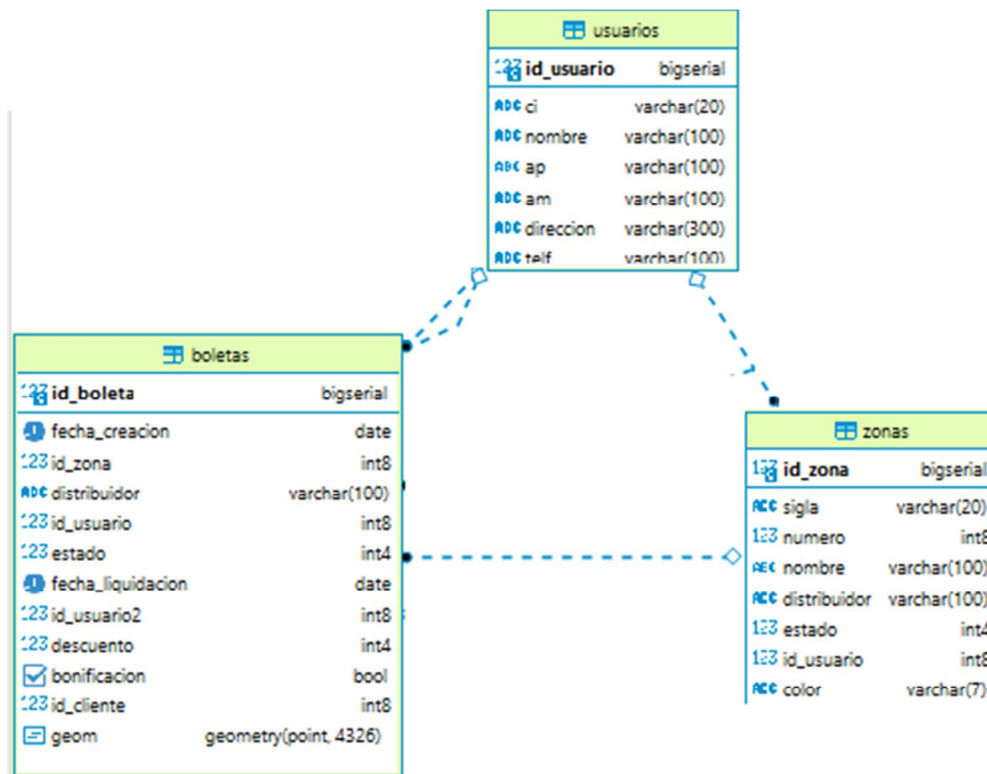 usuarios
id_usuario bigserial
ci varchar(20)
nombre varchar(100)
ap varchar(100)
am varchar(100)
direccion varchar(300)
telf varchar(100)
boletas
id_boleta bigserial
fecha_creacion date
id_zona int8
distribuidor varchar(100)
id_usuario int8
estado int4
fecha_liquidacion date
id_usuario2 int8
descuento int4
bonificacion bool
id_cliente int8
geom geometry(point, 4326)
zonas
id_zona bigserial
sigla varchar(20)
numero int8
nombre varchar(100)
distribuidor varchar(100)
estado int4
id_usuario int8
color varchar(7)